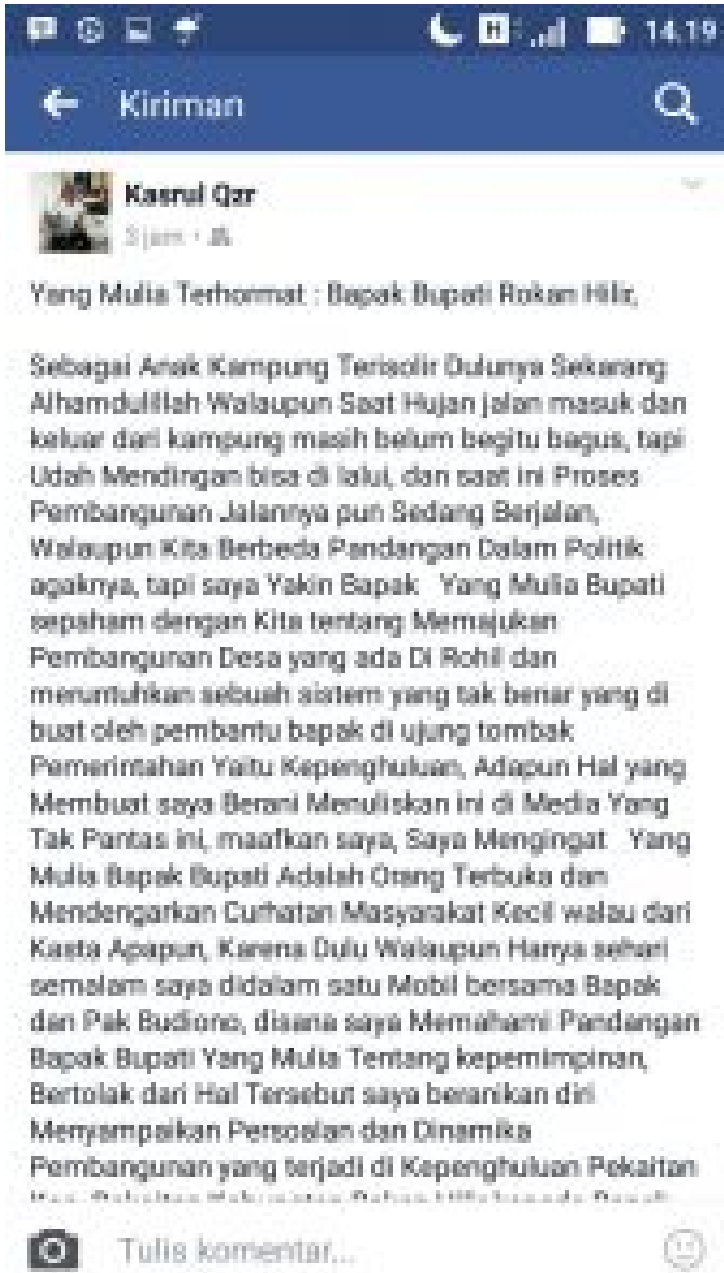 14.19
Kiriman
Kasrul Qzr
3 jam
Yang Mulia Terhormat : Bapak Bupati Rokan Hilir,
Sebagai Anak Kampung Terisolir Dulunya Sekarang
Alhamdulillah Walaupun Saat Hujan jalan masuk dan
keluar dari kampung masih belum begitu bagus, tapi
Udah Mendingan bisa di lalui, dan saat ini Proses
Pembangunan Jalannya pun Sedang Berjalan,
Walaupun Kita Berbeda Pandangan Dalam Politik
agaknya, tapi saya Yakin Bapak Yang Mulia Bupati
sepaham dengan Kita tentang Memajukan
Pembangunan Desa yang ada Di Rohil dan
meruntuhkan sebuah sistem yang tak benar yang di
buat oleh pembantu bapak di ujung tombak
Pemerintahan Yaitu Kepenghuluan, Adapun Hal yang
Membuat saya Berani Menuliskan ini di Media Yang
Tak Pantas ini, maafkan saya, Saya Mengingat Yang
Mulia Bapak Bupati Adalah Orang Terbuka dan
Mendengarkan Curhatan Masyarakat Kecil walau dari
Kasta Apapun, Karena Dulu Walaupun Hanya sehari
semalam saya didalam satu Mobil bersama Bapak
dan Pak Budiono, disana saya Memahami Pandangan
Bapak Bupati Yang Mulia Tentang kepemimpinan,
Bertolak dari Hal Tersebut saya beranikan diri
Menyampaikan Persoalan dan Dinamika
Pembangunan yang terjadi di Kepenghuluan Pekaitan
Tulis komentar...